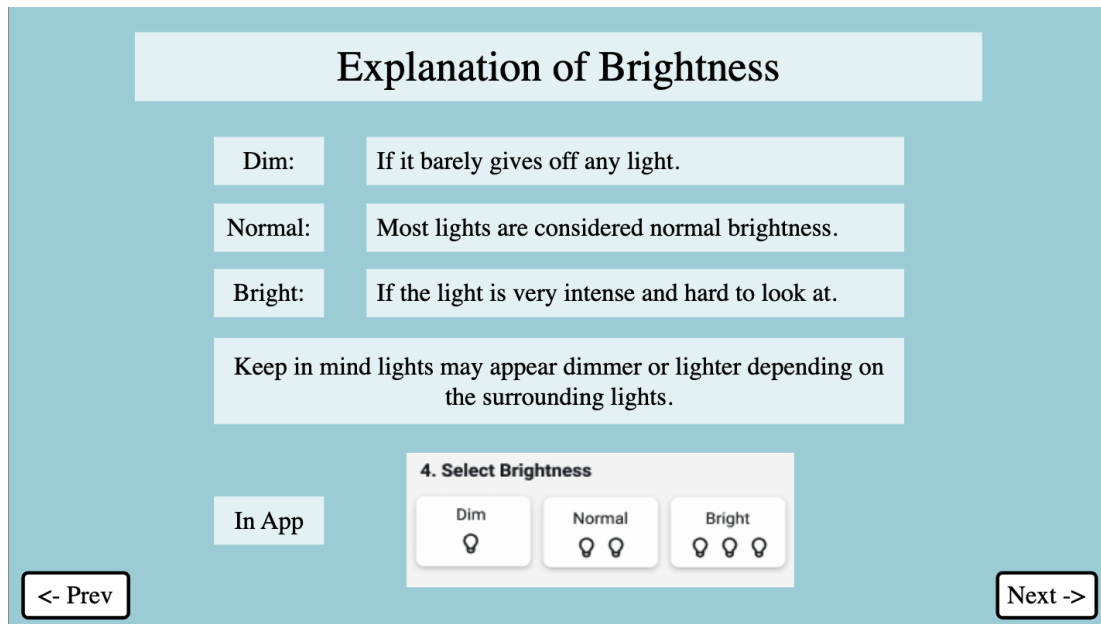 Explanation of Brightness
Dim:
If it barely gives off any light.
Normal:
Most lights are considered normal brightness.
Bright:
If the light is very intense and hard to look at.
Keep in mind lights may appear dimmer or lighter depending on
the surrounding lights.
In App
4. Select Brightness
Dim
Normal
Bright
<- Prev
Next ->